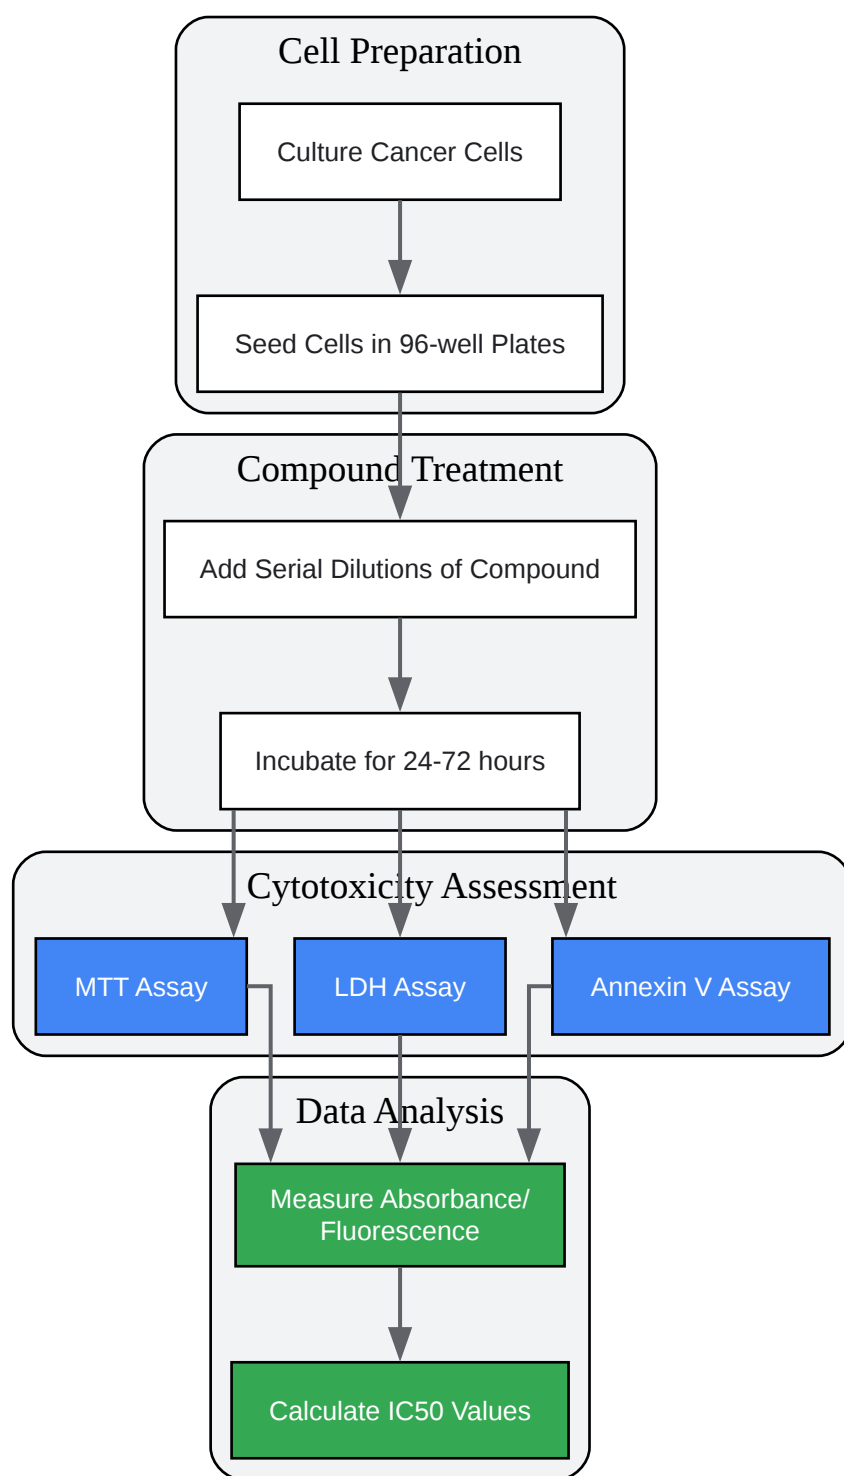 Cell Preparation
Culture Cancer Cells
Seed Cells in 96-well Plates
Compound Treatment
Add Serial Dilutions of Compound
Incubate for 24-72 hours
Cytotoxicity Assessment
MTT Assay
LDH Assay
Annexin V Assay
Data Analysis
Measure Absorbance/
Fluorescence
Calculate IC50 Values